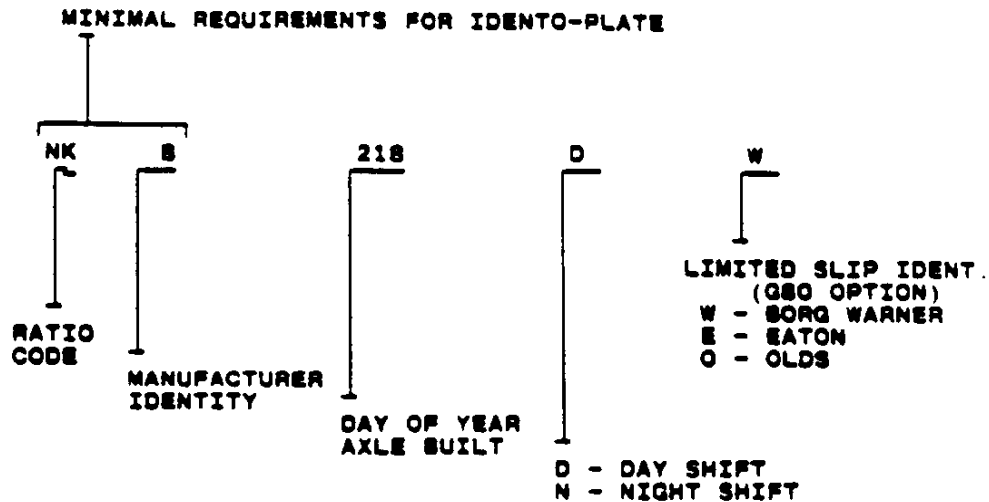 MINIMAL REQUIREMENTS FOR IDENTO-PLATE
NK B 218 D W
LIMITED SLIP IDENT.
(G80 OPTION)
W - BORG WARNER
E - EATON
O - OLDS
RATIO
CODE
MANUFACTURER
IDENTITY
DAY OF YEAR
AXLE BUILT
D - DAY SHIFT
N - NIGHT SHIFT